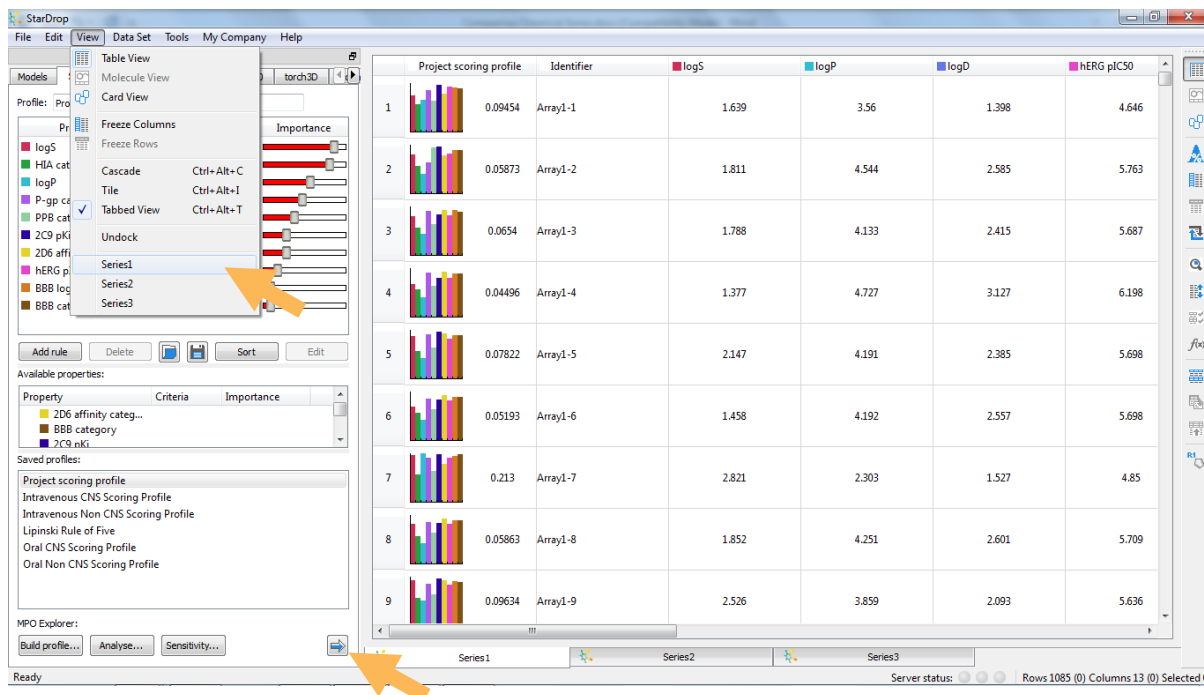 StarDrop
File Edit View Data Set Tools My Company Help
Table View
Molecule View
Card View
Freeze Columns
Freeze Rows
Cascade Ctrl+Alt+C
Tile Ctrl+Alt+I
✓ Tabbed View Ctrl+Alt+T
Undock
Series1
Series2
Series3
Models torch3D
Profile: Pro
Pr Importance
logS
HIA cat
logP
P-gp ca
PPB cat
2C9 pKi
2D6 affi
hERG p
BBB log
BBB cat
Add rule Delete Sort Edit
Available properties:
Property Criteria Importance
2D6 affinity categ...
BBB category
2C9 pKi
Saved profiles:
Project scoring profile
Intravenous CNS Scoring Profile
Intravenous Non CNS Scoring Profile
Lipinski Rule of Five
Oral CNS Scoring Profile
Oral Non CNS Scoring Profile
MPO Explorer:
Build profile... Analyse... Sensitivity...
Ready
Project scoring profile Identifier logS logP logD hERG pIC50
1 0.09454 Array1-1 1.639 3.56 1.398 4.646
2 0.05873 Array1-2 1.811 4.544 2.585 5.763
3 0.0654 Array1-3 1.788 4.133 2.415 5.687
4 0.04496 Array1-4 1.377 4.727 3.127 6.198
5 0.07822 Array1-5 2.147 4.191 2.385 5.698
6 0.05193 Array1-6 1.458 4.192 2.557 5.698
7 0.213 Array1-7 2.821 2.303 1.527 4.85
8 0.05863 Array1-8 1.852 4.251 2.601 5.709
9 0.09634 Array1-9 2.526 3.859 2.093 5.636
Series1 Series2 Series3
Server status: Rows 1085 (0) Columns 13 (0) Selected
f(x)
R1